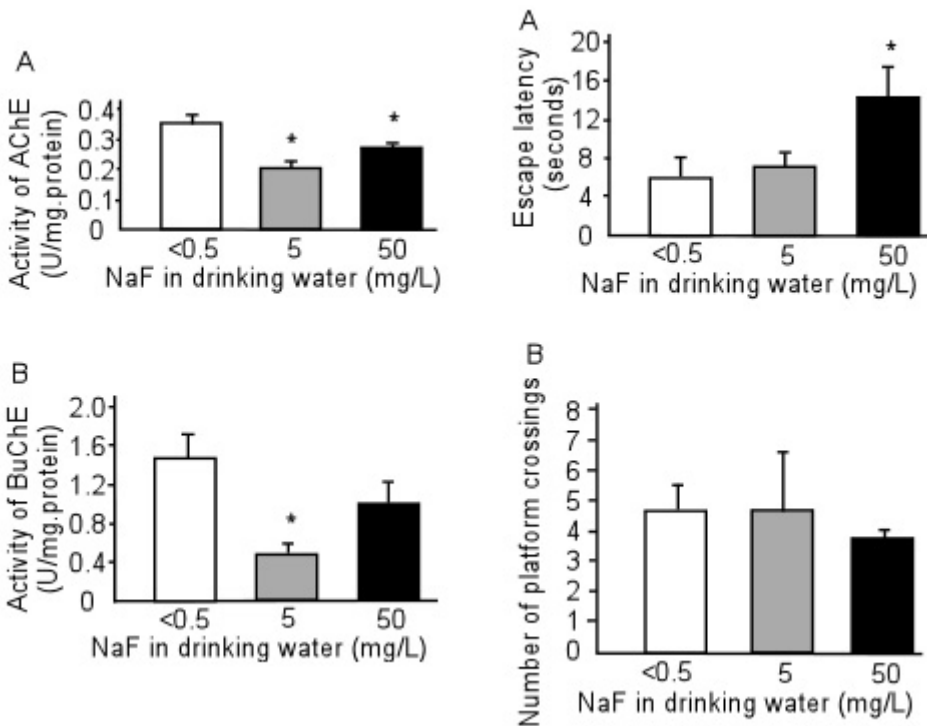 A
Activity of AChE
(U/mg.protein)
0.4
0.3
0.2
0.1
0
*
*
<0.5 5 50
NaF in drinking water (mg/L)
A
Escape latency
(seconds)
20
16
12
8
4
0
*
<0.5 5 50
NaF in drinking water (mg/L)
B
Activity of BuChE
(U/mg.protein)
2.0
1.6
1.2
0.8
0.4
0
*
<0.5 5 50
NaF in drinking water (mg/L)
B
Number of platform crossings
8
7
6
5
4
3
2
1
0
<0.5 5 50
NaF in drinking water (mg/L)